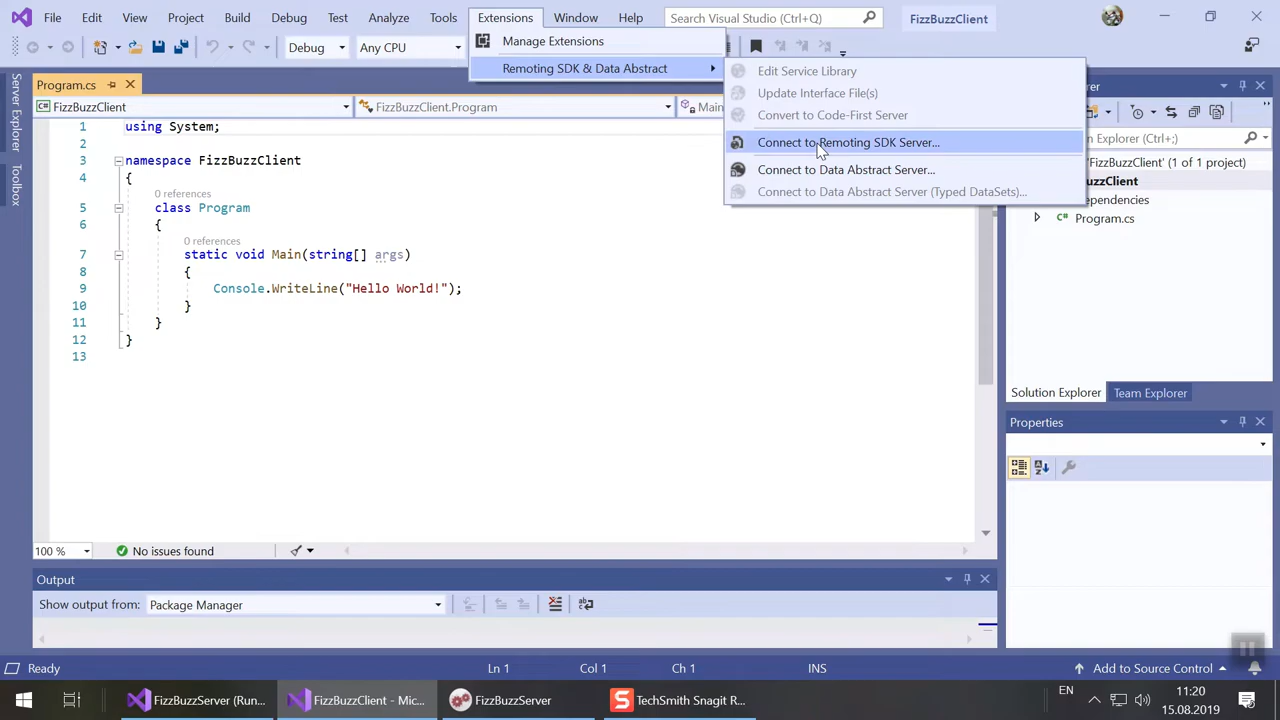 File Edit View Project Build Debug Test Analyze Tools Extensions Window Help Search Visual Studio (Ctrl+Q) FizzBuzzClient
Debug Any CPU
Manage Extensions
Remoting SDK & Data Abstract
Edit Service Library
Update Interface File(s)
Convert to Code-First Server
Connect to Remoting SDK Server...
Connect to Data Abstract Server...
Connect to Data Abstract Server (Typed DataSets)...
Server Explorer
Toolbox
Program.cs
FizzBuzzClient FizzBuzzClient.Program Main
1 using System;
2
3 namespace FizzBuzzClient
4 {
0 references
5 class Program
6 {
0 references
7 static void Main(string[] args)
8 {
9 Console.WriteLine("Hello World!");
10 }
11 }
12 }
13
100 % No issues found
rer
xplorer (Ctrl+;)
'FizzBuzzClient' (1 of 1 project)
uzzClient
pendencies
C# Program.cs
Solution Explorer Team Explorer
Properties
Output
Show output from: Package Manager
Ready Ln 1 Col 1 Ch 1 INS Add to Source Control
FizzBuzzServer (Run... FizzBuzzClient - Mic... FizzBuzzServer TechSmith Snagit R... EN 11:20
15.08.2019